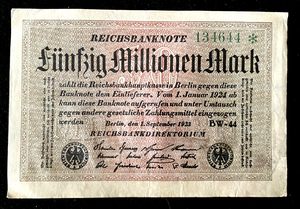 REICHSBANKNOTE
134644 *
Fünfzig Millionen Mark
zahlt die Reichsbankhauptkasse in Berlin gegen diese
Banknote dem Einlieferer. Vom 1. Januar 1924 ab
kann diese Banknote aufgerufen und unter Umtausch
gegen andere gesetzliche Zahlungsmittel eingezogen
werden
Berlin, den 1. September 1923
BW-44
REICHSBANKDIREKTORIUM